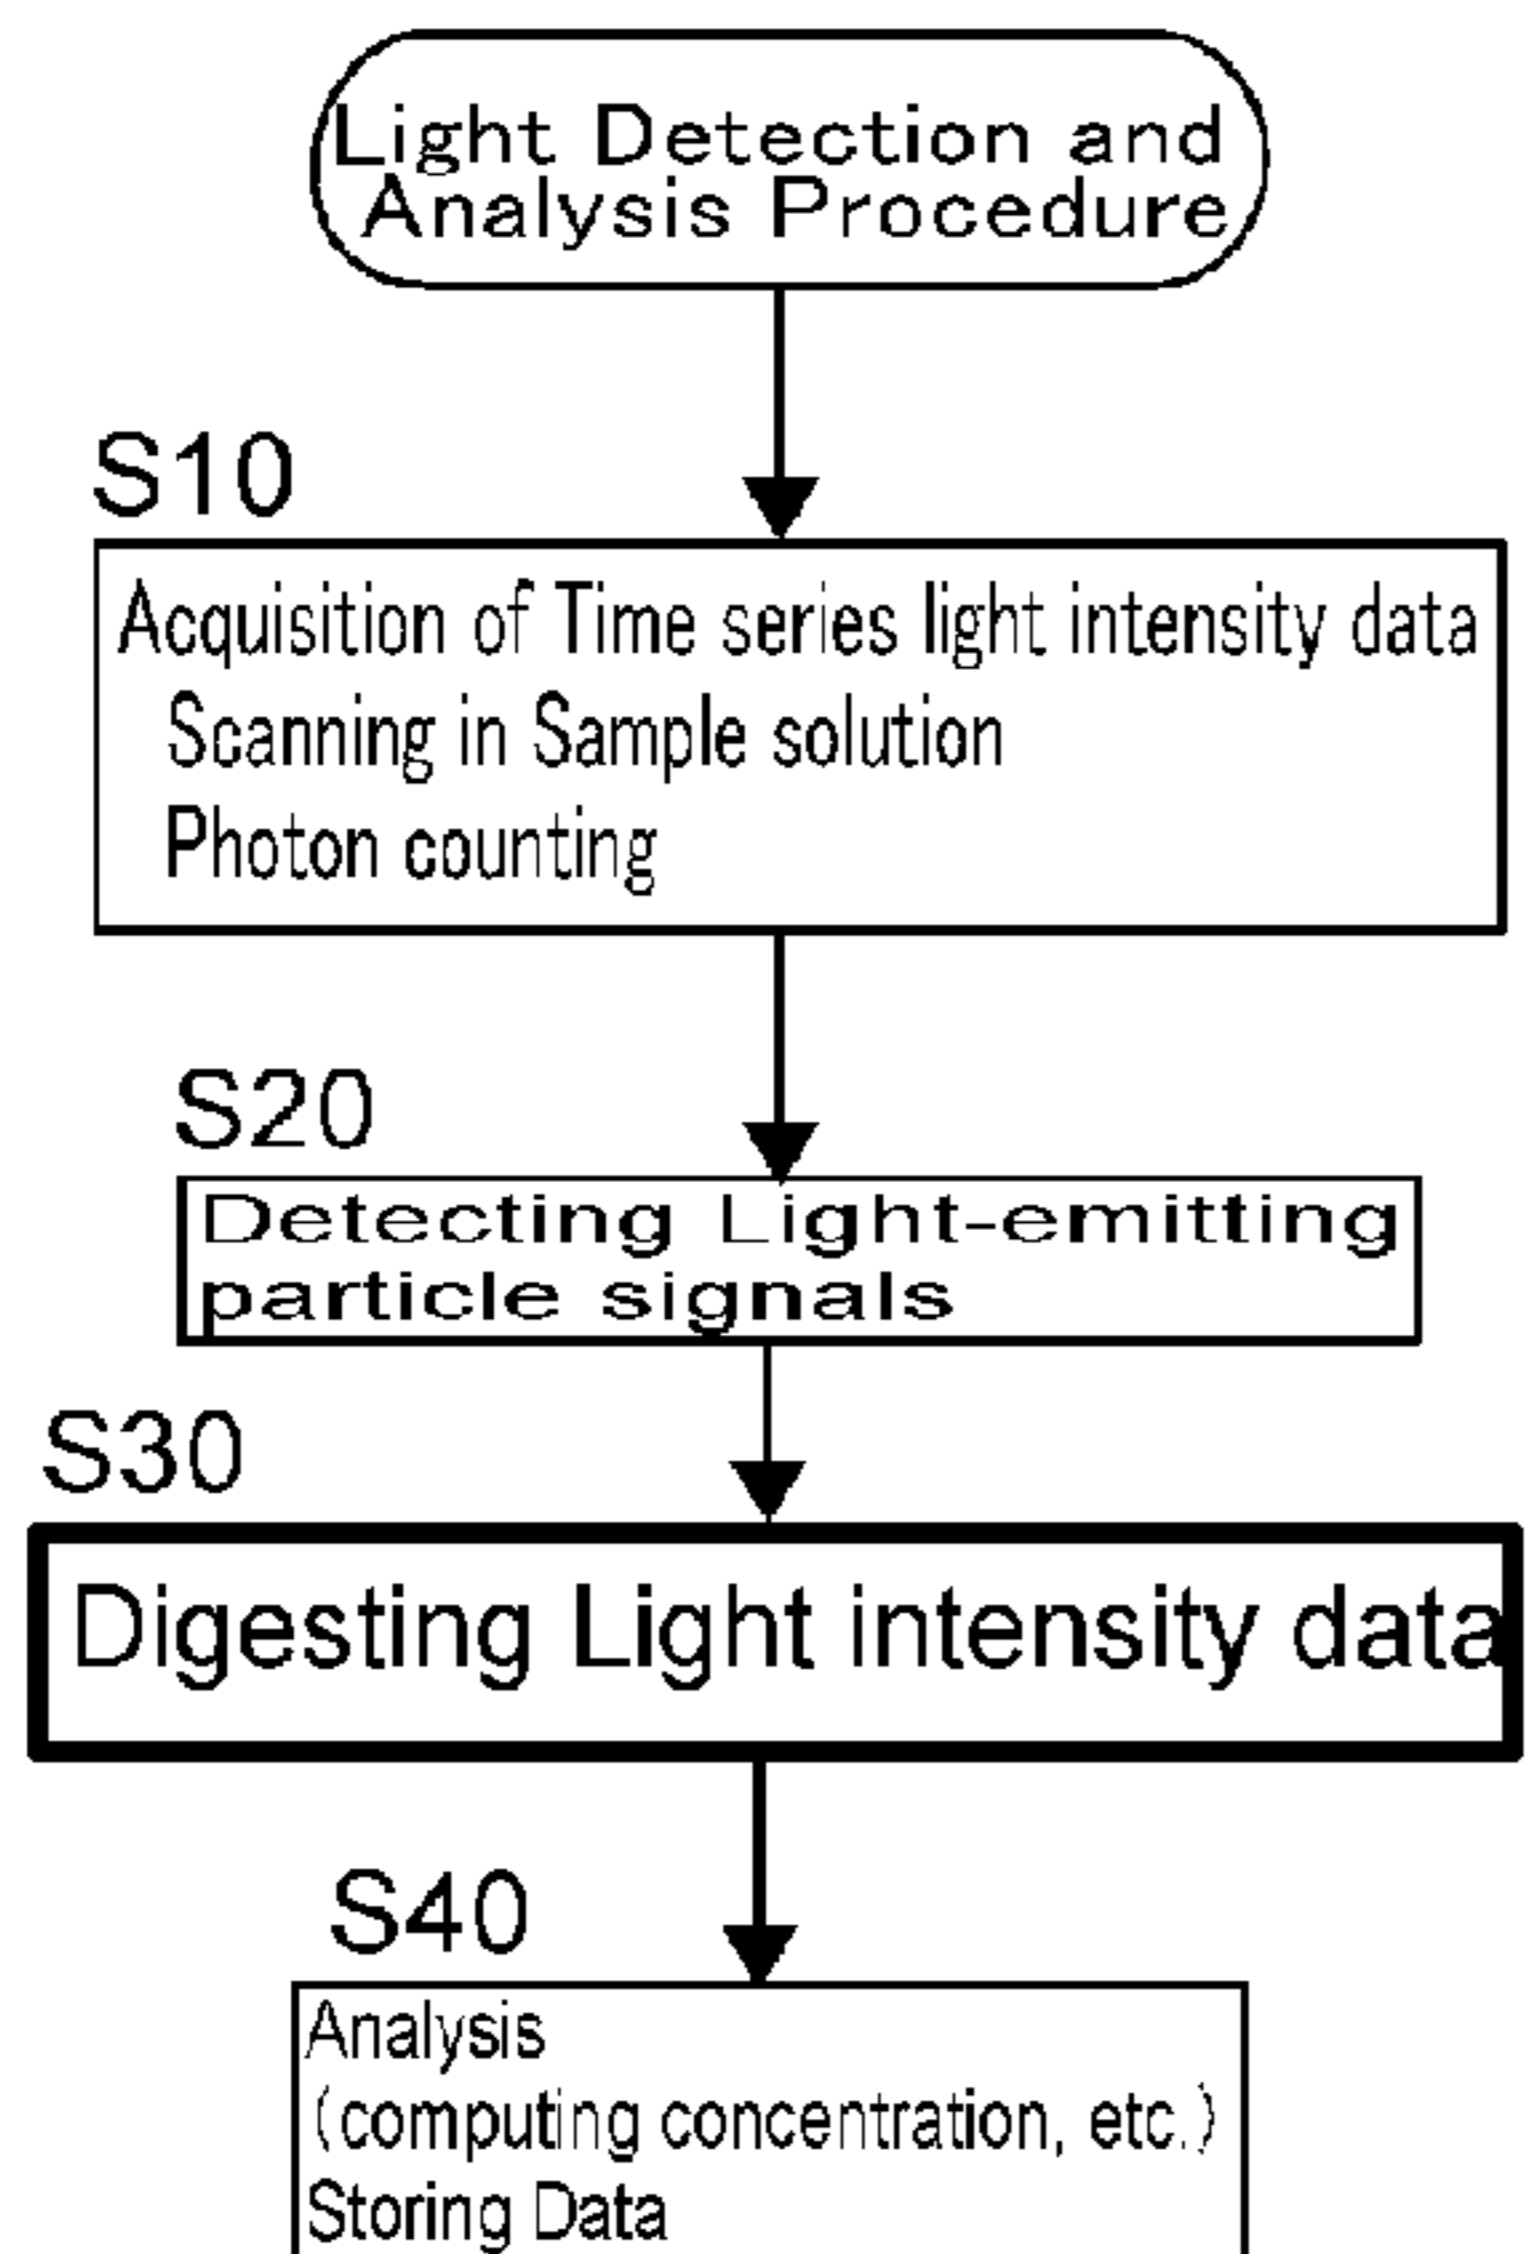 Light Detection and
Analysis Procedure
S10
Acquisition of Time series light intensity data
Scanning in Sample solution
Photon counting
S20
Detecting Light-emitting
particle signals
S30
Digesting Light intensity data
S40
Analysis
(computing concentration, etc.)
Storing Data